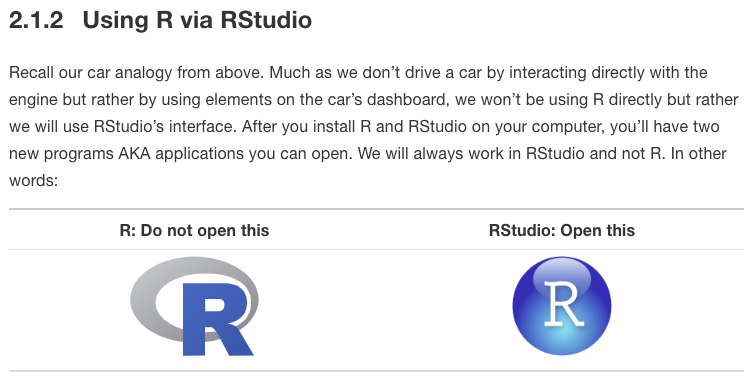 2.1.2 Using R via RStudio
Recall our car analogy from above. Much as we don’t drive a car by interacting directly with the
engine but rather by using elements on the car’s dashboard, we won’t be using R directly but rather
we will use RStudio’s interface. After you install R and RStudio on your computer, you’ll have two
new programs AKA applications you can open. We will always work in RStudio and not R. In other
words:
R: Do not open this RStudio: Open this
R R